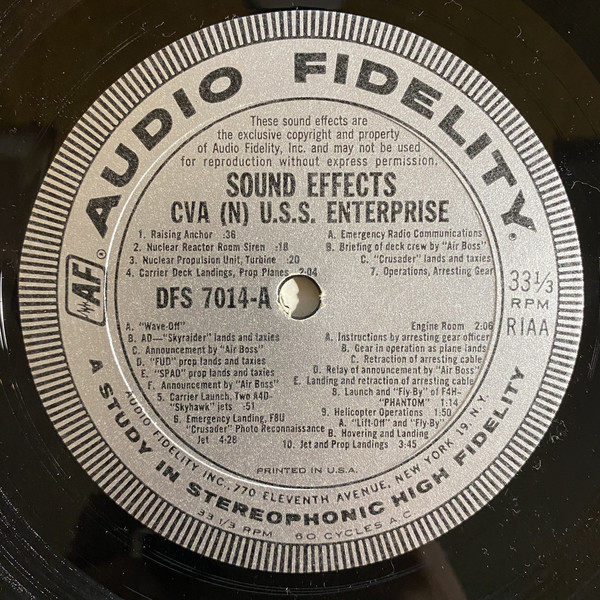 AUDIO FIDELITY®
These sound effects are
the exclusive copyright and property
of Audio Fidelity, Inc. and may not be used
for reproduction without express permission.
SOUND EFFECTS
CVA (N) U.S.S. ENTERPRISE
1. Raising Anchor :36
2. Nuclear Reactor Room Siren :18
3. Nuclear Propulsion Unit, Turbine :20
4. Carrier Deck Landings, Prop Planes 2:04
A. Emergency Radio Communications
B. Briefing of deck crew by "Air Boss"
C. "Crusader" lands and taxies
7. Operations, Arresting Gear
AF®
DFS 7014-A
33 1/3
RPM
RIAA
A. "Wave-Off"
B. AD—"Skyraider" lands and taxies
C. Announcement by "Air Boss"
D. "FUD" prop lands and taxies
E. "SPAD" prop lands and taxies
F. Announcement by "Air Boss"
5. Carrier Launch, Two A4D-
"Skyhawk" jets :51
6. Emergency Landing, F8U
"Crusader" Photo Reconnaissance
Jet 4:28
Engine Room 2:06
A. Instructions by arresting gear officer
B. Gear in operation as plane lands
C. Retraction of arresting cable
D. Relay of announcement by "Air Boss"
E. Landing and retraction of arresting cable
8. Launch and "Fly-By" of F4H-
"PHANTOM" 1:14
9. Helicopter Operations 1:50
A. "Lift-Off" and "Fly-By"
B. Hovering and Landing
10. Jet and Prop Landings 3:45
PRINTED IN U.S.A.
AUDIO FIDELITY INC., 770 ELEVENTH AVENUE, NEW YORK 19, N.Y.
A STUDY IN STEREOPHONIC HIGH FIDELITY
33 1/3 RPM 60 CYCLES A C